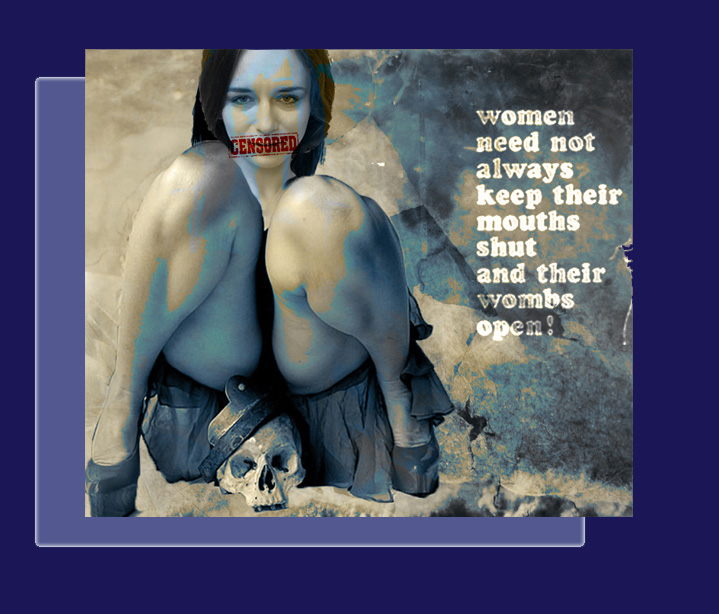 CENSORED
women
need not
always
keep their
mouths
shut
and their
wombs
open!